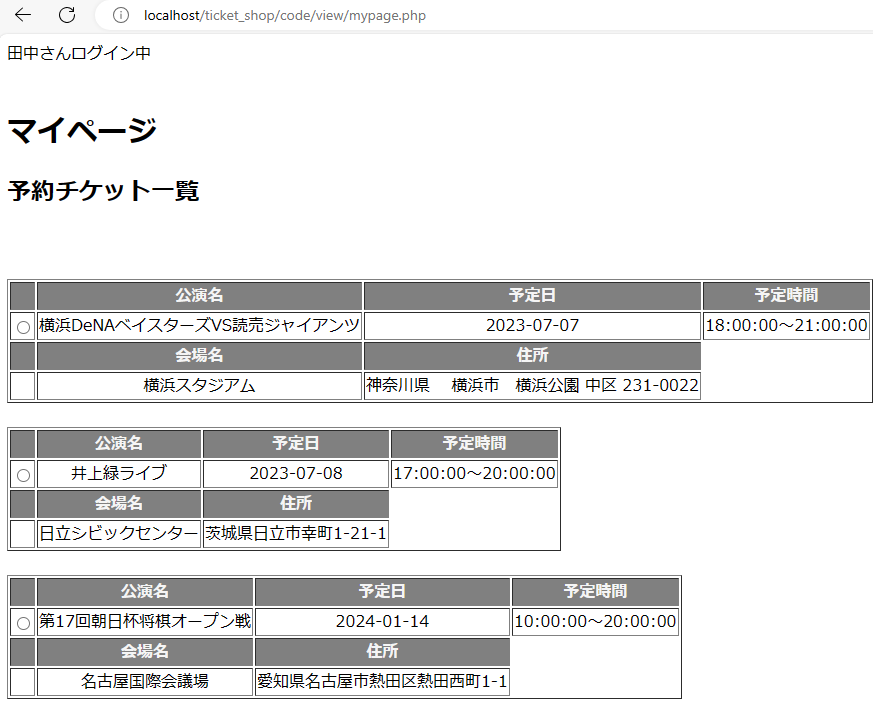 localhost/ticket_shop/code/view/mypage.php
田中さんログイン中
マイページ
予約チケット一覧
公演名 予定日 予定時間
横浜DeNAベイスターズVS読売ジャイアンツ 2023-07-07 18:00:00～21:00:00
会場名 住所
横浜スタジアム 神奈川県　横浜市　横浜公園 中区 231-0022
公演名 予定日 予定時間
井上緑ライブ 2023-07-08 17:00:00～20:00:00
会場名 住所
日立シビックセンター 茨城県日立市幸町1-21-1
公演名 予定日 予定時間
第17回朝日杯将棋オープン戦 2024-01-14 10:00:00～20:00:00
会場名 住所
名古屋国際会議場 愛知県名古屋市熱田区熱田西町1-1